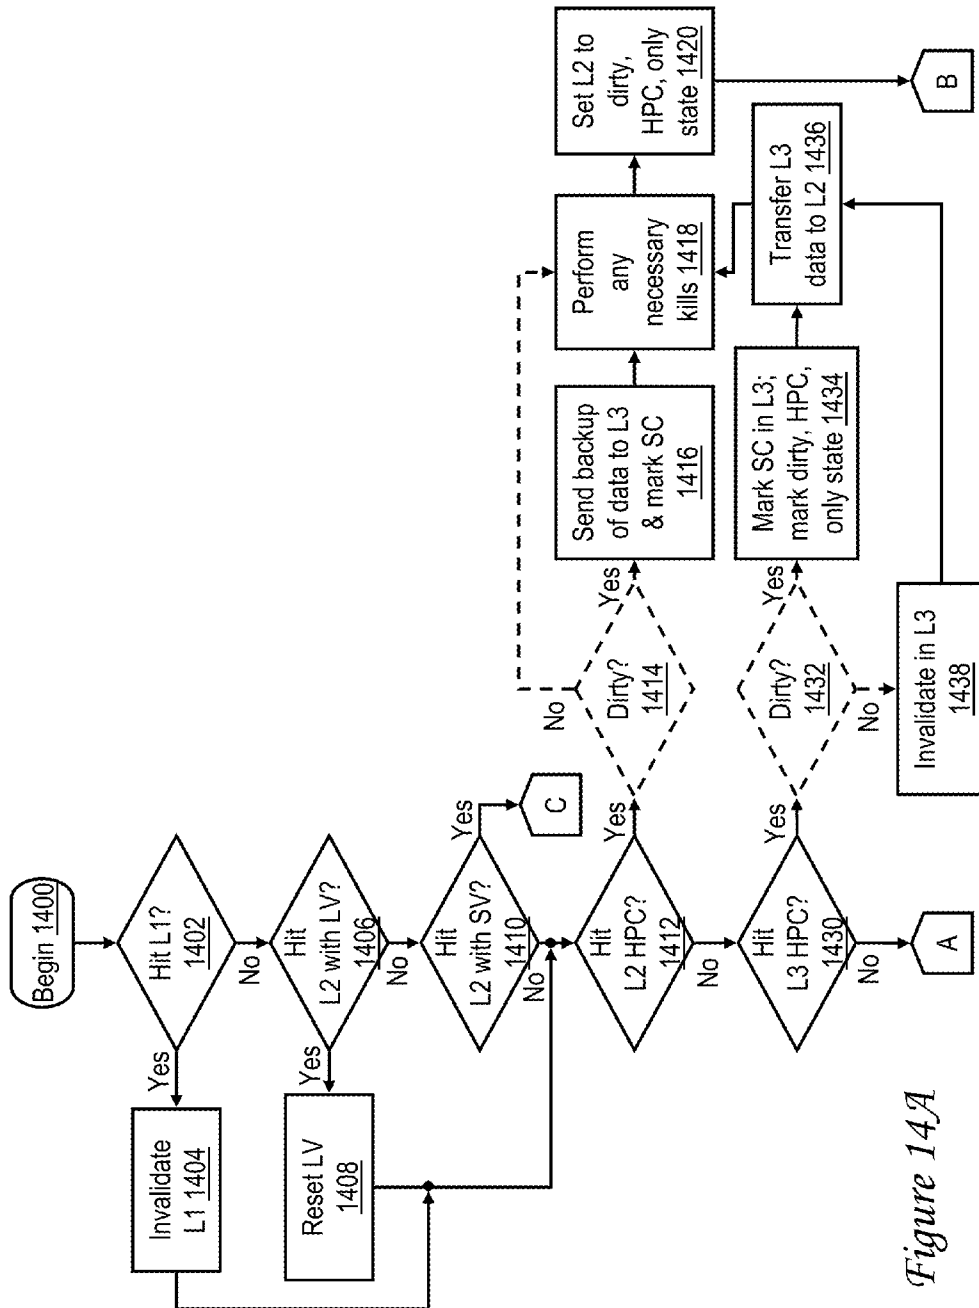 Begin 1400
Hit L1?
1402
Yes
No
Invalidate
L1 1404
Hit
L2 with LV?
1406
Yes
No
Reset LV
1408
Hit
L2 with SV?
1410
Yes
No
C
Hit
L2 HPC?
1412
Yes
No
Dirty?
1414
No
Yes
Send backup
of data to L3
& mark SC
1416
Perform
any
necessary
kills 1418
Set L2 to
dirty,
HPC, only
state 1420
B
Hit
L3 HPC?
1430
Yes
No
A
Dirty?
1432
Yes
No
Mark SC in L3;
mark dirty, HPC,
only state 1434
Transfer L3
data to L2 1436
Invalidate in L3
1438
Figure 14A